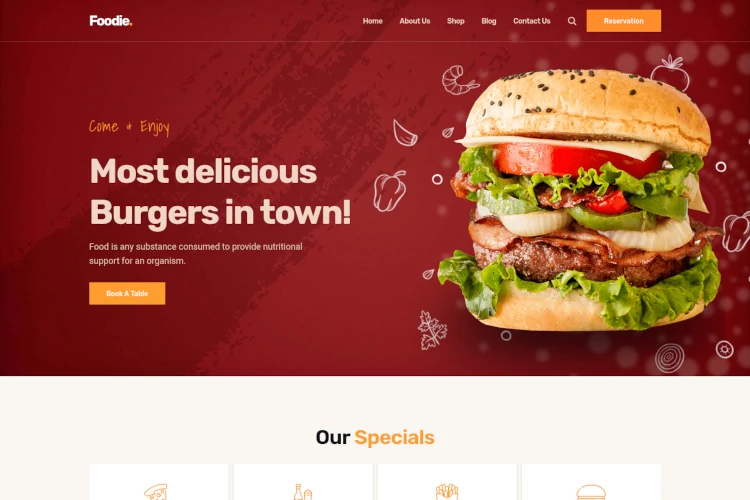 Foodie.
Home About Us Shop Blog Contact Us Reservation
Come & Enjoy
Most delicious
Burgers in town!
Food is any substance consumed to provide nutritional
support for an organism.
Book A Table
Our Specials